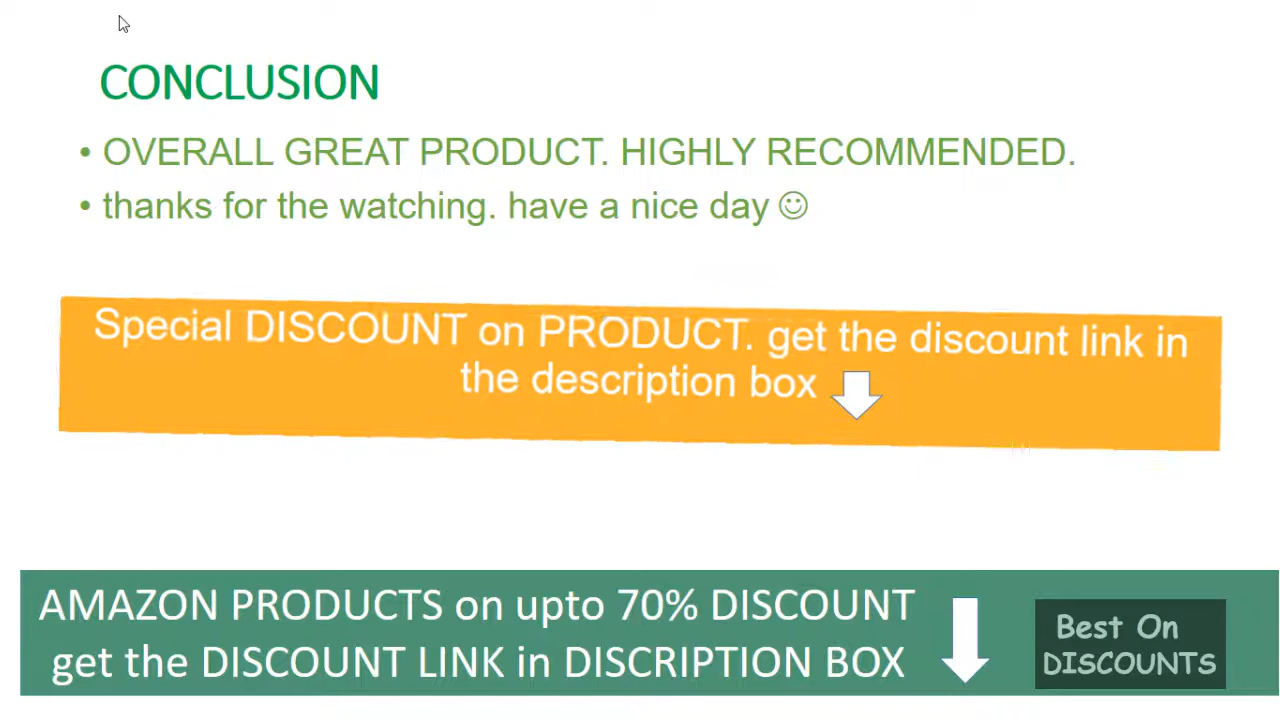 CONCLUSION
• OVERALL GREAT PRODUCT. HIGHLY RECOMMENDED.
• thanks for the watching. have a nice day ☺
Special DISCOUNT on PRODUCT. get the discount link in
the description box
AMAZON PRODUCTS on upto 70% DISCOUNT
get the DISCOUNT LINK in DISCRIPTION BOX
Best On
DISCOUNTS